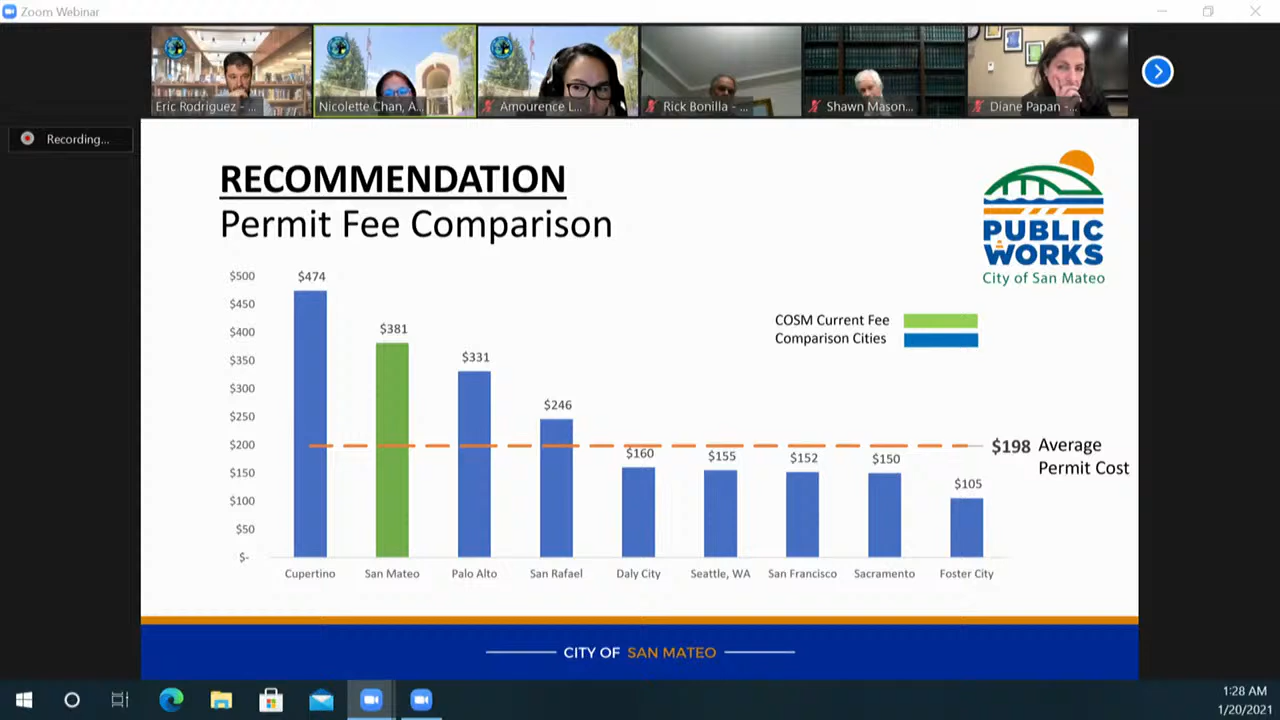 Zoom Webinar
Eric Rodriguez - ...
Nicolette Chan, A...
Amourence L...
Rick Bonilla - ...
Shawn Mason...
Diane Papan -...
Recording...
RECOMMENDATION
Permit Fee Comparison
PUBLIC
WORKS
City of San Mateo
COSM Current Fee
Comparison Cities
$500
$450
$400
$350
$300
$250
$200
$150
$100
$50
$-
$474
$381
$331
$246
$160
$155
$152
$150
$105
$198 Average
Permit Cost
Cupertino
San Mateo
Palo Alto
San Rafael
Daly City
Seattle, WA
San Francisco
Sacramento
Foster City
CITY OF SAN MATEO
1:28 AM
1/20/2021